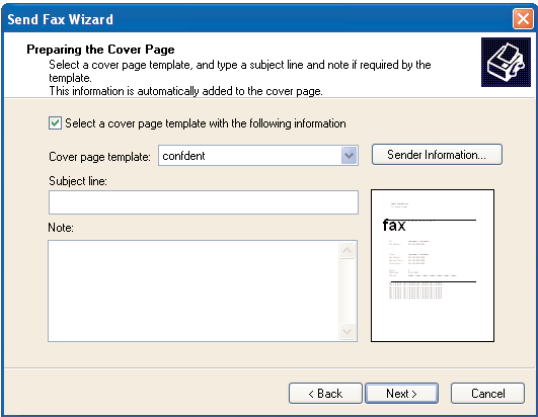 Send Fax Wizard
Preparing the Cover Page
Select a cover page template, and type a subject line and note if required by the
template.
This information is automatically added to the cover page.
Select a cover page template with the following information
Cover page template: confdent Sender Information...
Subject line:
fax
Note:
< Back Next > Cancel